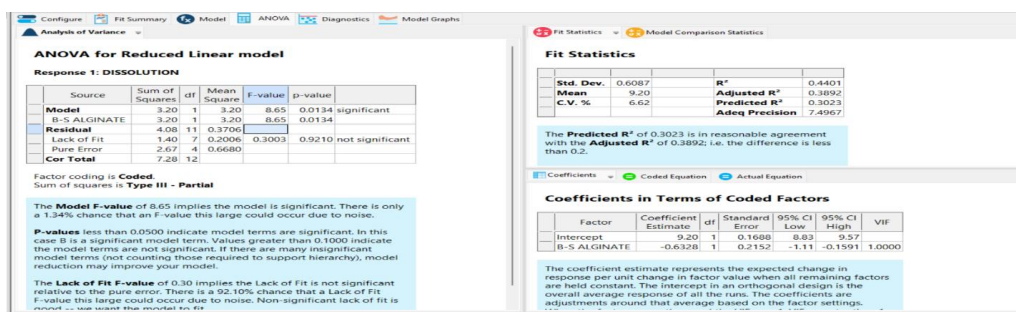 Configure Fit Summary Model ANOVA Diagnostics Model Graphs
Analysis of Variance
ANOVA for Reduced Linear model
Response 1: DISSOLUTION
Source Sum of Squares df Mean Square F-value p-value
Model 3.20 1 3.20 8.65 0.0134 significant
B-S ALGINATE 3.20 1 3.20 8.65 0.0134
Residual 4.08 11 0.3706
Lack of Fit 1.40 7 0.2006 0.3003 0.9210 not significant
Pure Error 2.67 4 0.6680
Cor Total 7.28 12
Factor coding is Coded.
Sum of squares is Type III - Partial
The Model F-value of 8.65 implies the model is significant. There is only
a 1.34% chance that an F-value this large could occur due to noise.
P-values less than 0.0500 indicate model terms are significant. In this
case B is a significant model term. Values greater than 0.1000 indicate
the model terms are not significant. If there are many insignificant
model terms (not counting those required to support hierarchy), model
reduction may improve your model.
The Lack of Fit F-value of 0.30 implies the Lack of Fit is not significant
relative to the pure error. There is a 92.10% chance that a Lack of Fit
F-value this large could occur due to noise. Non-significant lack of fit is
good -- we want the model to fit.
Fit Statistics Model Comparison Statistics
Fit Statistics
Std. Dev. 0.6087 R² 0.4401
Mean 9.20 Adjusted R² 0.3892
C.V. % 6.62 Predicted R² 0.3023
Adeq Precision 7.4967
The Predicted R² of 0.3023 is in reasonable agreement
with the Adjusted R² of 0.3892; i.e. the difference is less
than 0.2.
Coefficients Coded Equation Actual Equation
Coefficients in Terms of Coded Factors
Factor Coefficient Estimate df Standard Error 95% CI Low 95% CI High VIF
Intercept 9.20 1 0.1688 8.83 9.57
B-S ALGINATE -0.6328 1 0.2152 -1.11 -0.1591 1.0000
The coefficient estimate represents the expected change in
response per unit change in factor value when all remaining factors
are held constant. The intercept in an orthogonal design is the
overall average response of all the runs. The coefficients are
adjustments around that average based on the factor settings.